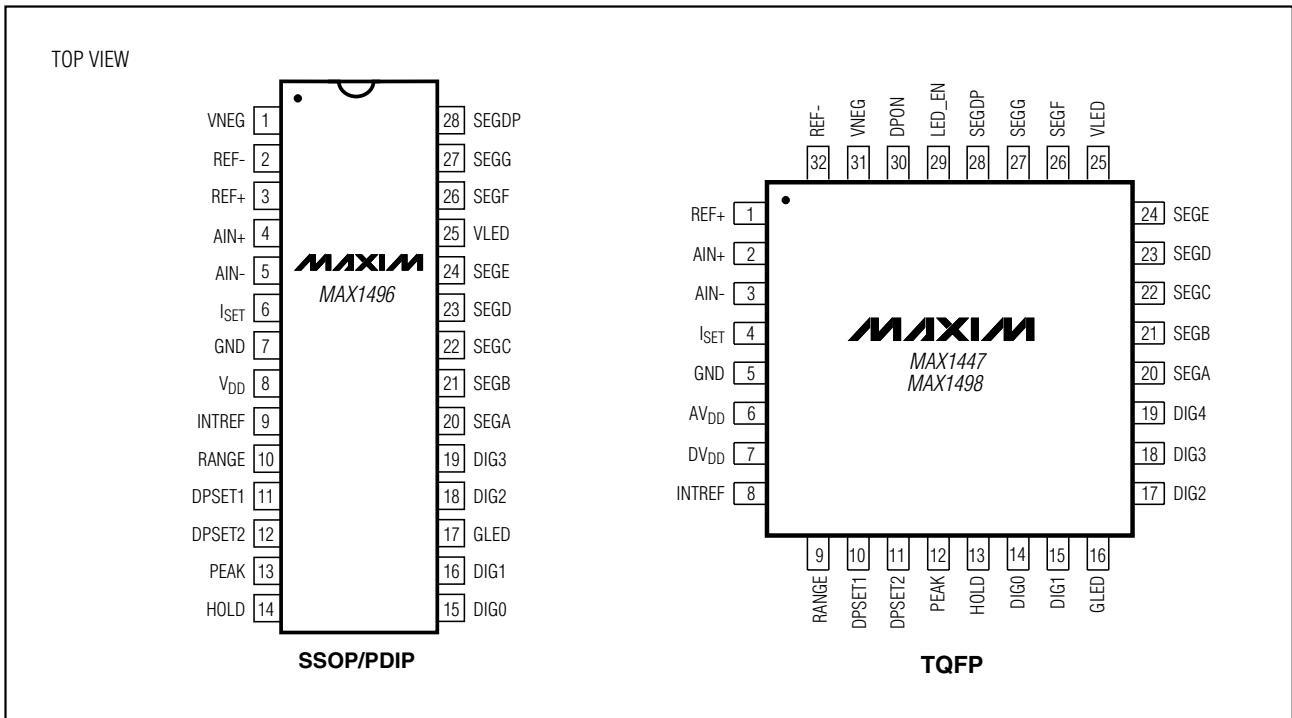 TOP VIEW
VNEG 1
REF- 2
REF+ 3
AIN+ 4
AIN- 5
ISET 6
GND 7
VDD 8
INTREF 9
RANGE 10
DPSET1 11
DPSET2 12
PEAK 13
HOLD 14
MAXIM
MAX1496
28 SEGDP
27 SEGG
26 SEGF
25 VLED
24 SEGE
23 SEGD
22 SEGC
21 SEGB
20 SEGA
19 DIG3
18 DIG2
17 GLED
16 DIG1
15 DIG0
SSOP/PDIP
REF- VNEG DPON LED_EN SEGDP SEGG SEGF VLED
32 31 30 29 28 27 26 25
REF+ 1
AIN+ 2
AIN- 3
ISET 4
GND 5
AVDD 6
DVDD 7
INTREF 8
MAXIM
MAX1447
MAX1498
24 SEGE
23 SEGD
22 SEGC
21 SEGB
20 SEGA
19 DIG4
18 DIG3
17 DIG2
9 10 11 12 13 14 15 16
RANGE DPSET1 DPSET2 PEAK HOLD DIG0 DIG1 GLED
TQFP